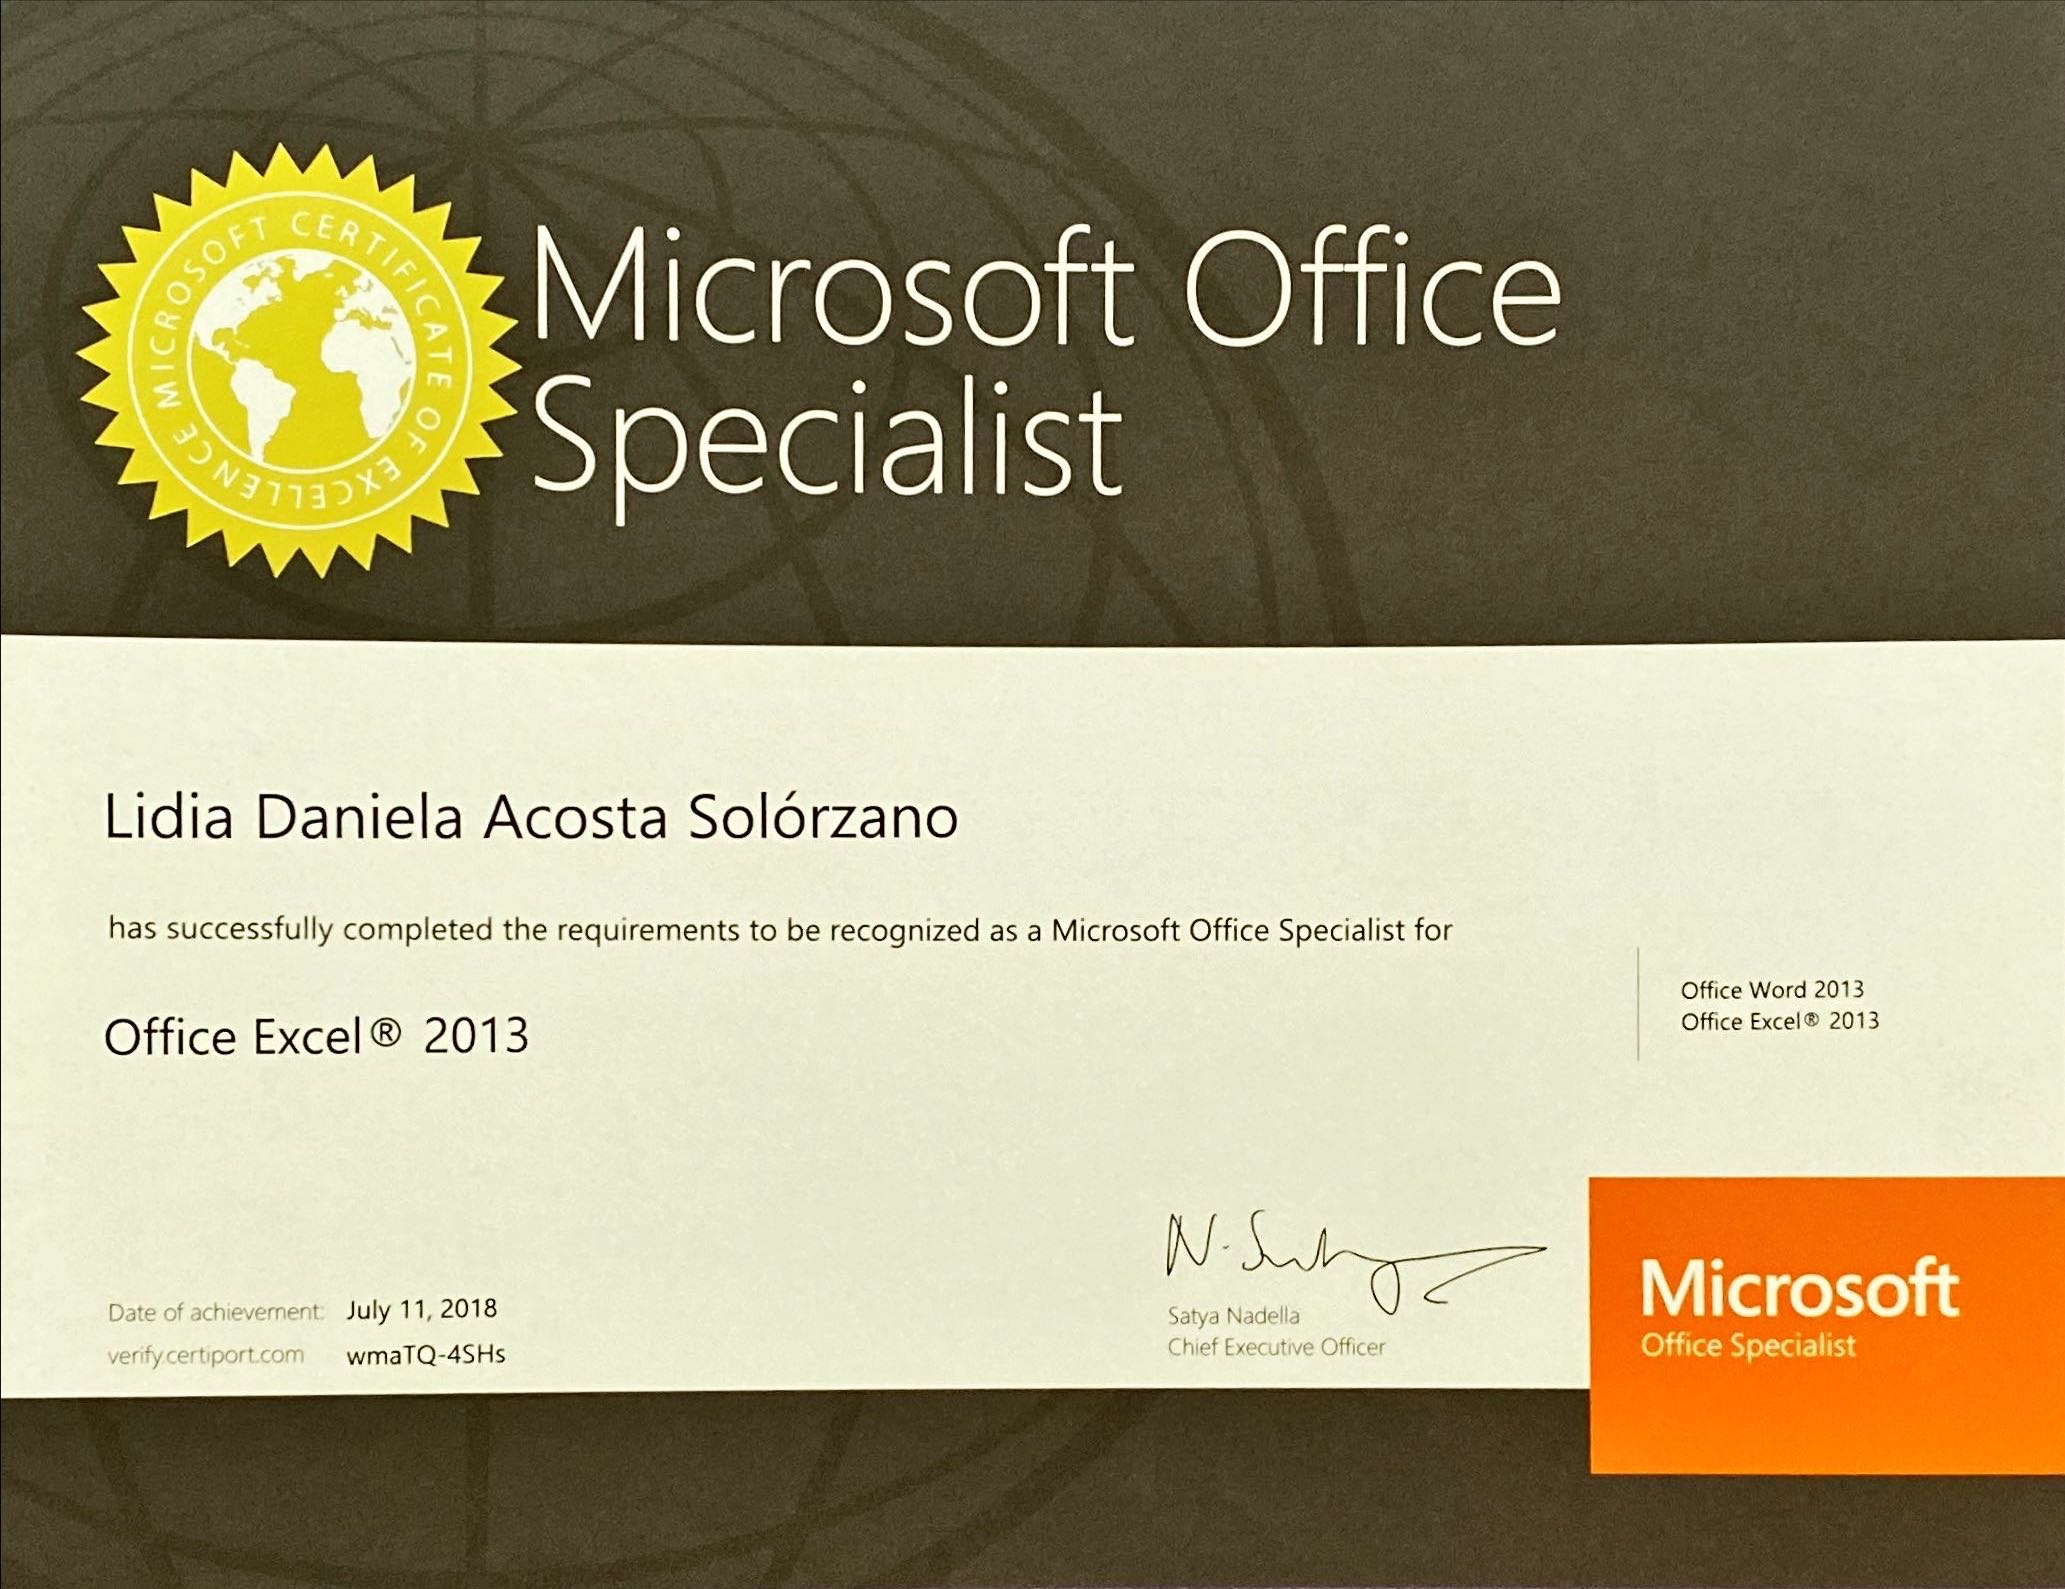 MICROSOFT CERTIFICATE OF EXCELLENCE
Microsoft Office
Specialist
Lidia Daniela Acosta Solórzano
has successfully completed the requirements to be recognized as a Microsoft Office Specialist for
Office Excel® 2013
Office Word 2013
Office Excel® 2013
Date of achievement: July 11, 2018
verify.certiport.com wmaTQ-4SHs
Satya Nadella
Chief Executive Officer
Microsoft
Office Specialist